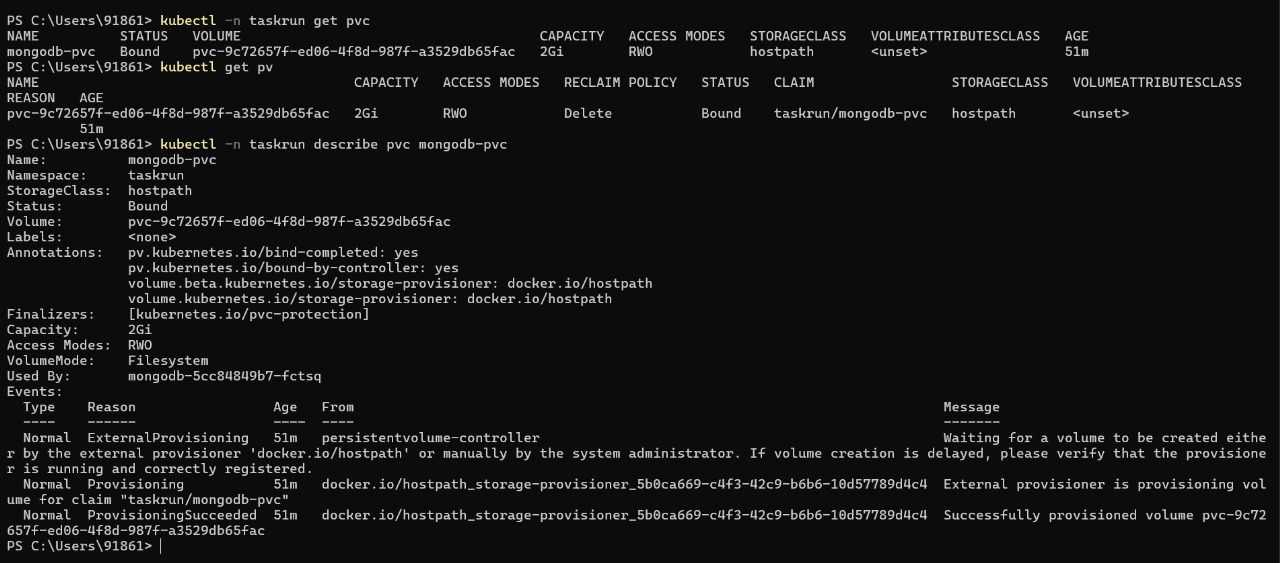 PS C:\Users\91861> kubectl -n taskrun get pvc
NAME          STATUS   VOLUME                                     CAPACITY   ACCESS MODES   STORAGECLASS   VOLUMEATTRIBUTESCLASS   AGE
mongodb-pvc   Bound    pvc-9c72657f-ed06-4f8d-987f-a3529db65fac   2Gi        RWO            hostpath       <unset>                 51m
PS C:\Users\91861> kubectl get pv
NAME                                       CAPACITY   ACCESS MODES   RECLAIM POLICY   STATUS   CLAIM                 STORAGECLASS   VOLUMEATTRIBUTESCLASS
REASON   AGE
pvc-9c72657f-ed06-4f8d-987f-a3529db65fac   2Gi        RWO            Delete           Bound    taskrun/mongodb-pvc   hostpath       <unset>
         51m
PS C:\Users\91861> kubectl -n taskrun describe pvc mongodb-pvc
Name:          mongodb-pvc
Namespace:     taskrun
StorageClass:  hostpath
Status:        Bound
Volume:        pvc-9c72657f-ed06-4f8d-987f-a3529db65fac
Labels:        <none>
Annotations:   pv.kubernetes.io/bind-completed: yes
               pv.kubernetes.io/bound-by-controller: yes
               volume.beta.kubernetes.io/storage-provisioner: docker.io/hostpath
               volume.kubernetes.io/storage-provisioner: docker.io/hostpath
Finalizers:    [kubernetes.io/pvc-protection]
Capacity:      2Gi
Access Modes:  RWO
VolumeMode:    Filesystem
Used By:       mongodb-5cc84849b7-fctsq
Events:
  Type    Reason                 Age   From                                                                         Message
  ----    ------                 ----  ----                                                                         -------
  Normal  ExternalProvisioning   51m   persistentvolume-controller                                                  Waiting for a volume to be created eithe
r by the external provisioner 'docker.io/hostpath' or manually by the system administrator. If volume creation is delayed, please verify that the provisione
r is running and correctly registered.
  Normal  Provisioning           51m   docker.io/hostpath_storage-provisioner_5b0ca669-c4f3-42c9-b6b6-10d57789d4c4  External provisioner is provisioning vol
ume for claim "taskrun/mongodb-pvc"
  Normal  ProvisioningSucceeded  51m   docker.io/hostpath_storage-provisioner_5b0ca669-c4f3-42c9-b6b6-10d57789d4c4  Successfully provisioned volume pvc-9c72
657f-ed06-4f8d-987f-a3529db65fac
PS C:\Users\91861>